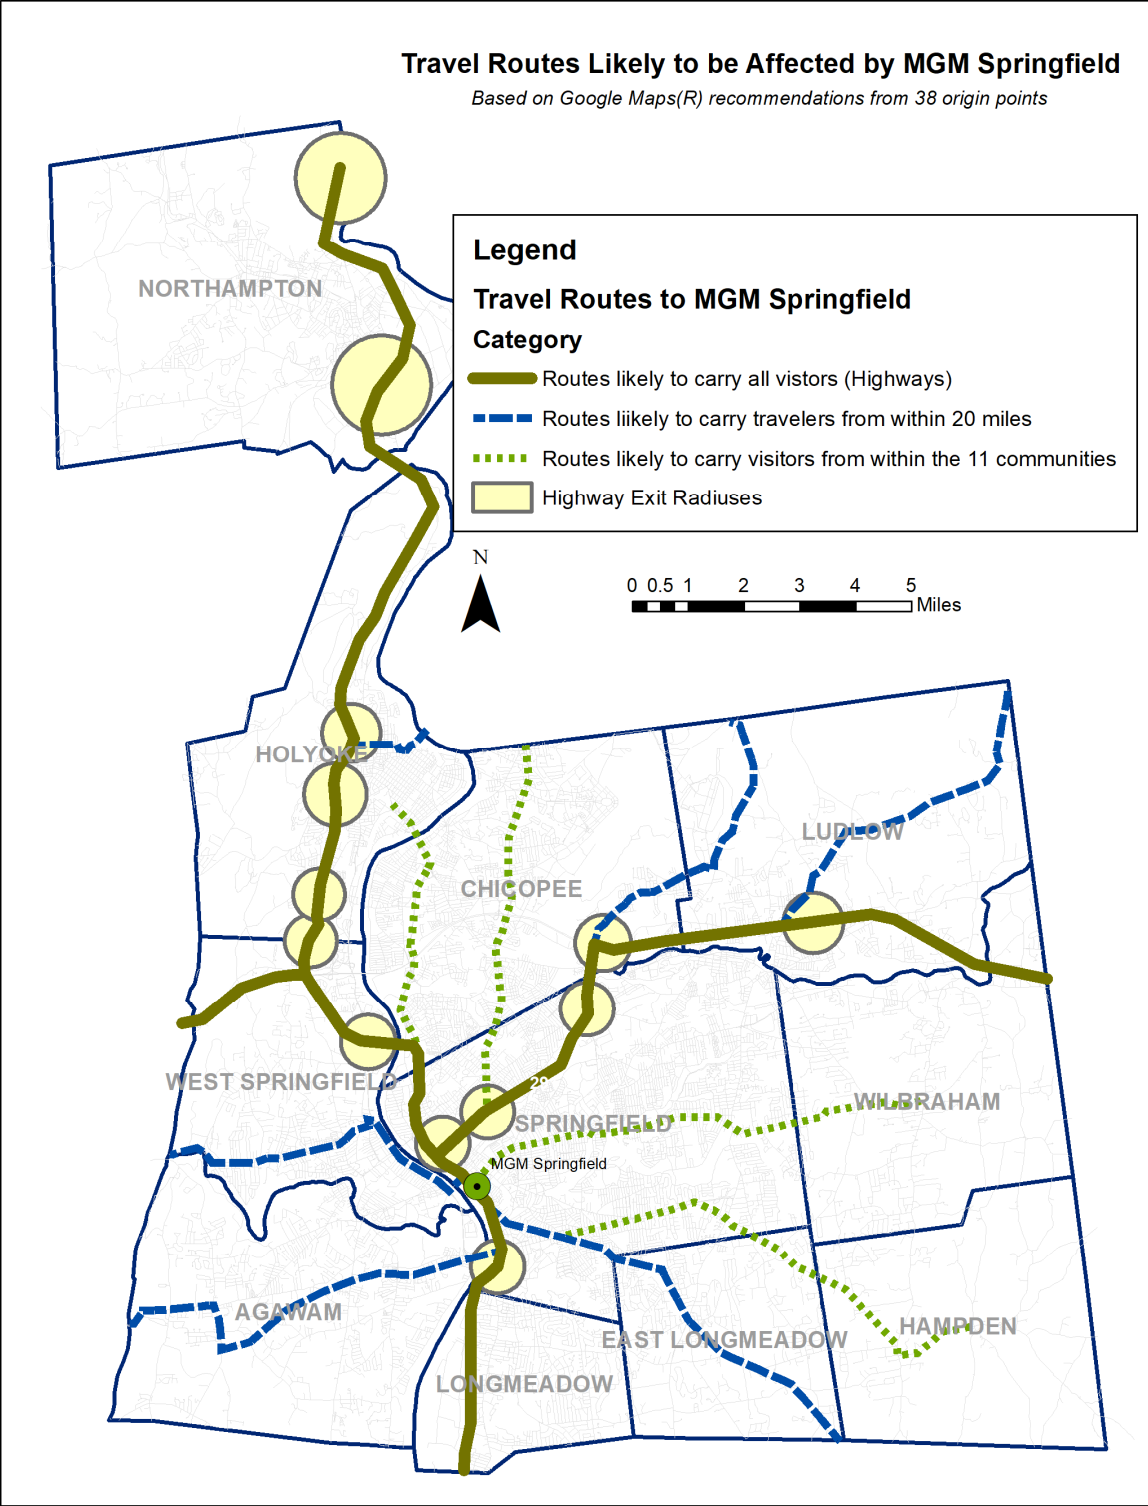 Travel Routes Likely to be Affected by MGM Springfield
Based on Google Maps(R) recommendations from 38 origin points
NORTHAMPTON
Legend
Travel Routes to MGM Springfield
Category
Routes likely to carry all vistors (Highways)
Routes liikely to carry travelers from within 20 miles
Routes likely to carry visitors from within the 11 communities
Highway Exit Radiuses
N
0 0.5 1 2 3 4 5
Miles
HOLYOKE
LUDLOW
CHICOPEE
WEST SPRINGFIELD
29
SPRINGFIELD
WILBRAHAM
MGM Springfield
AGAWAM
EAST LONGMEADOW
HAMPDEN
LONGMEADOW